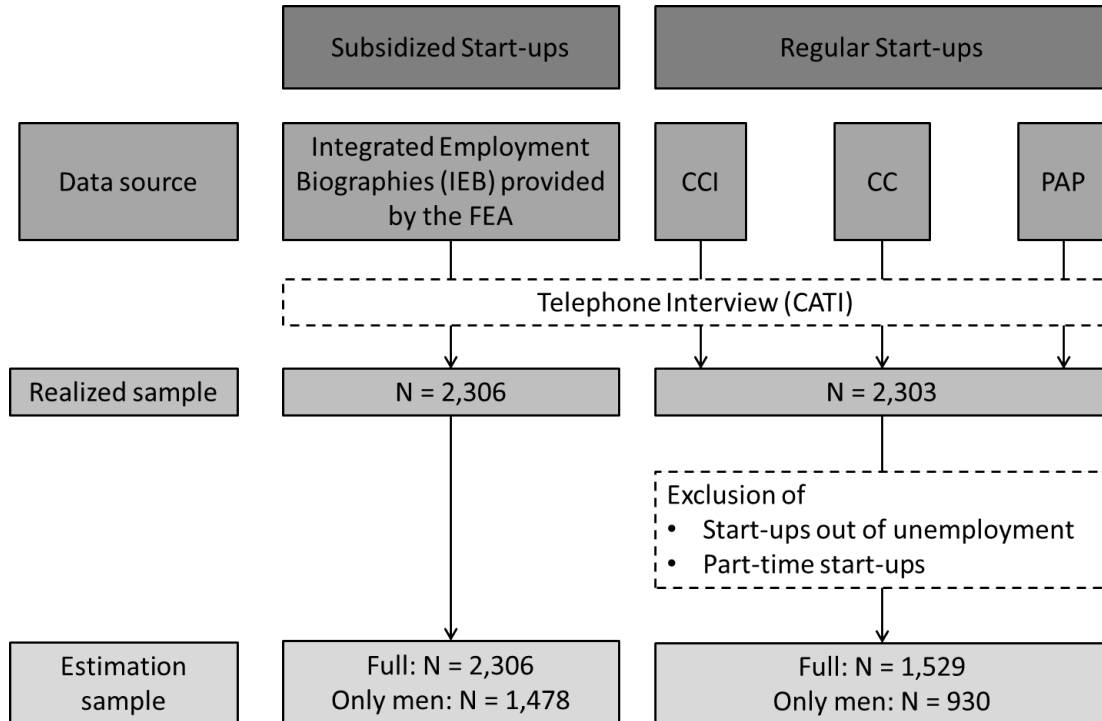 Subsidized Start-ups
Regular Start-ups
Data source
Integrated Employment
Biographies (IEB) provided
by the FEA
CCI
CC
PAP
Telephone Interview (CATI)
Realized sample
N = 2,306
N = 2,303
Exclusion of
• Start-ups out of unemployment
• Part-time start-ups
Estimation
sample
Full: N = 2,306
Only men: N = 1,478
Full: N = 1,529
Only men: N = 930